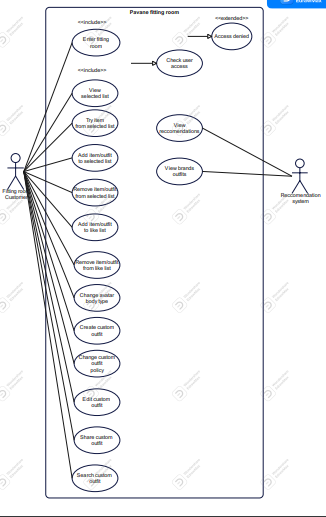 Pavane fitting room
<<include>>
<<extended>>
Enter fitting
room
Access denied
Check user
access
<<include>>
View
selected list
Try item
from selected list
View
reccomendations
Add item/outfit
to selected list
View brands
outfits
Fitting room
Customer
Reccomendation
system
Remove item/outfit
from selected list
Add item/outfit
to like list
Remove item/outfit
from like list
Change avatar
body type
Create custom
outfit
Change custom
outfit
policy
Edit custom
outfit
Share custom
outfit
Search custom
outfit